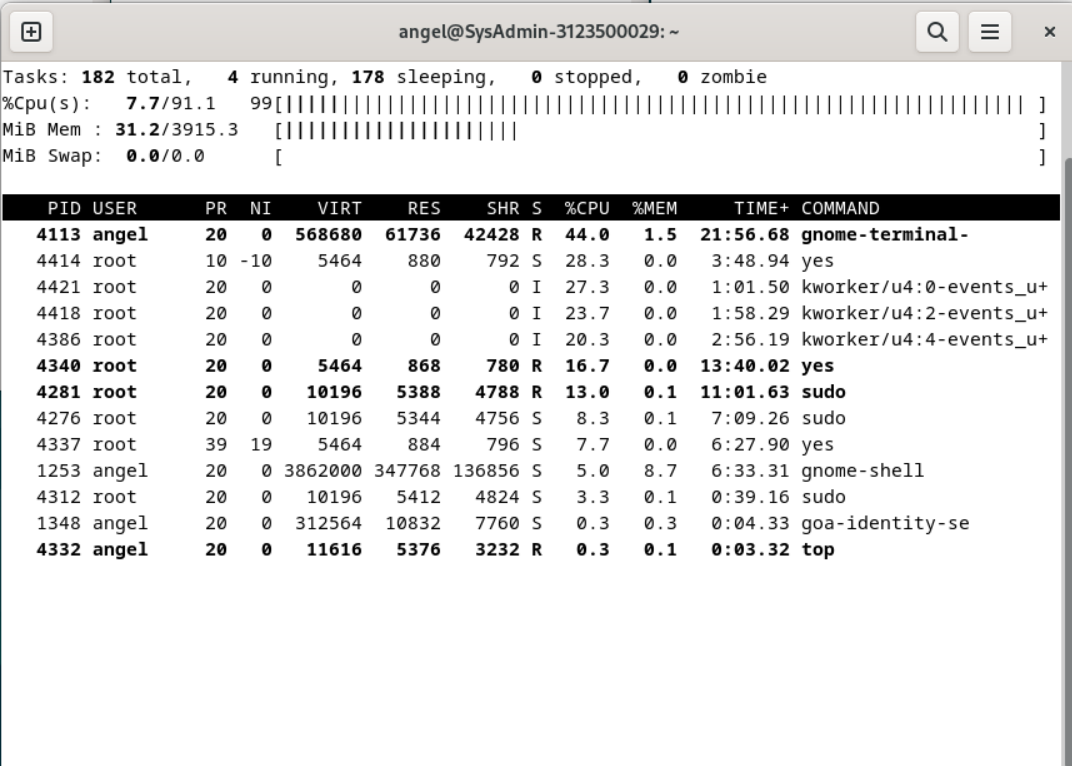 angel@SysAdmin-3123500029: ~
Tasks: 182 total,   4 running, 178 sleeping,   0 stopped,   0 zombie
%Cpu(s):   7.7/91.1   99[|||||||||||||||||||||||||||||||||||||||||||||||||||||||||||||||||| ]
MiB Mem : 31.2/3915.3   [|||||||||||||||||||||                                               ]
MiB Swap:  0.0/0.0      [                                                                    ]
PID USER      PR  NI    VIRT    RES    SHR S  %CPU  %MEM     TIME+ COMMAND
4113 angel     20   0  568680  61736  42428 R  44.0   1.5  21:56.68 gnome-terminal-
4414 root      10 -10    5464    880    792 S  28.3   0.0   3:48.94 yes
4421 root      20   0       0      0      0 I  27.3   0.0   1:01.50 kworker/u4:0-events_u+
4418 root      20   0       0      0      0 I  23.7   0.0   1:58.29 kworker/u4:2-events_u+
4386 root      20   0       0      0      0 I  20.3   0.0   2:56.19 kworker/u4:4-events_u+
4340 root      20   0    5464    868    780 R  16.7   0.0  13:40.02 yes
4281 root      20   0   10196   5388   4788 R  13.0   0.1  11:01.63 sudo
4276 root      20   0   10196   5344   4756 S   8.3   0.1   7:09.26 sudo
4337 root      39  19    5464    884    796 S   7.7   0.0   6:27.90 yes
1253 angel     20   0 3862000 347768 136856 S   5.0   8.7   6:33.31 gnome-shell
4312 root      20   0   10196   5412   4824 S   3.3   0.1   0:39.16 sudo
1348 angel     20   0  312564  10832   7760 S   0.3   0.3   0:04.33 goa-identity-se
4332 angel     20   0   11616   5376   3232 R   0.3   0.1   0:03.32 top